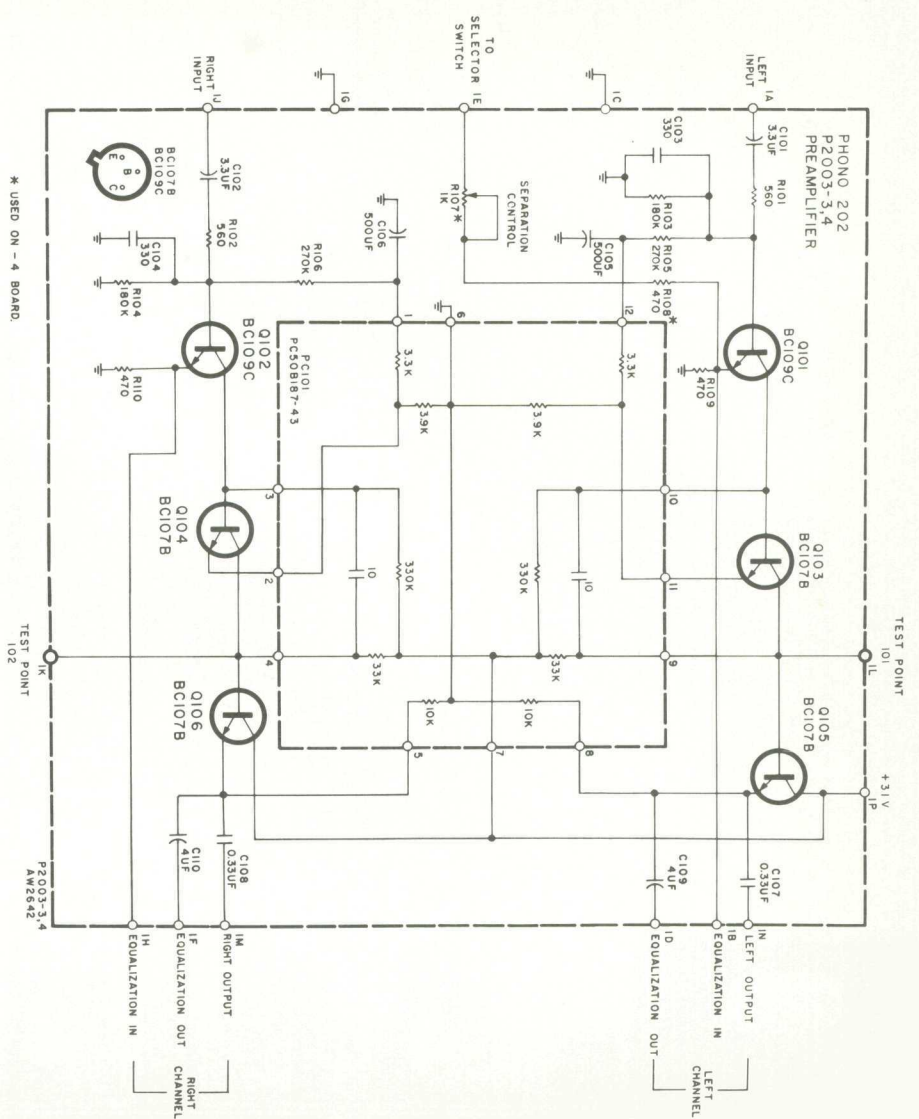 PHONO 202
P2003-3,4
PREAMPLIFIER
LEFT 1A
INPUT
C101
3.3UF
R101
560
C103
330
R103
180K
R105
270K
C105
500UF
R108*
470
1C
TO
SELECTOR 1E
SWITCH
SEPARATION
CONTROL
R107*
1K
1G
RIGHT 1J
INPUT
C102
3.3UF
R102
560
C104
330
R104
180K
R106
270K
C106
500UF
BC107B
BC109C
E
B
C
Q101
BC109C
R109
470
Q103
BC107B
Q105
BC107B
TEST POINT
101
1L
+31V
1P
12
3.3K
3.9K
10
11
10
330K
33K
9
6
1
3.3K
3.9K
PC101
PC50B187-43
3
2
10
330K
33K
4
10K
10K
5
7
8
Q102
BC109C
R110
470
Q104
BC107B
Q106
BC107B
TEST POINT
102
1K
C107
0.33UF
C109
4UF
C108
0.33UF
C110
4UF
1N
LEFT OUTPUT
1B
EQUALIZATION IN
1D
EQUALIZATION OUT
LEFT
CHANNEL
1M
RIGHT OUTPUT
1F
EQUALIZATION OUT
1H
EQUALIZATION IN
RIGHT
CHANNEL
P2003-3,4
AW2642
* USED ON -4 BOARD.